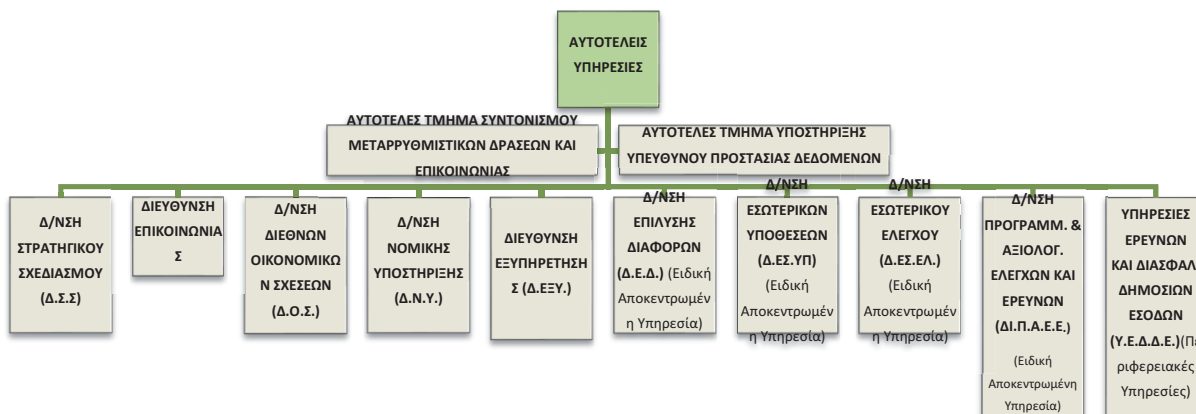 ΑΥΤΟΤΕΛΕΙΣ
ΥΠΗΡΕΣΙΕΣ
ΑΥΤΟΤΕΛΕΣ ΤΜΗΜΑ ΣΥΝΤΟΝΙΣΜΟΥ
ΜΕΤΑΡΡΥΘΜΙΣΤΙΚΩΝ ΔΡΑΣΕΩΝ ΚΑΙ
ΕΠΙΚΟΙΝΩΝΙΑΣ
ΑΥΤΟΤΕΛΕΣ ΤΜΗΜΑ ΥΠΟΣΤΗΡΙΞΗΣ
ΥΠΕΥΘΥΝΟΥ ΠΡΟΣΤΑΣΙΑΣ ΔΕΔΟΜΕΝΩΝ
Δ/ΝΣΗ
ΣΤΡΑΤΗΓΙΚΟΥ
ΣΧΕΔΙΑΣΜΟΥ
(Δ.Σ.Σ)
ΔΙΕΥΘΥΝΣΗ
ΕΠΙΚΟΙΝΩΝΙΑ
Σ
Δ/ΝΣΗ
ΔΙΕΘΝΩΝ
ΟΙΚΟΝΟΜΙΚΩ
Ν ΣΧΕΣΕΩΝ
(Δ.Ο.Σ.)
Δ/ΝΣΗ
ΝΟΜΙΚΗΣ
ΥΠΟΣΤΗΡΙΞΗΣ
(Δ.Ν.Υ.)
ΔΙΕΥΘΥΝΣΗ
ΕΞΥΠΗΡΕΤΗΣΗ
Σ (Δ.ΕΞΥ.)
Δ/ΝΣΗ
ΕΠΙΛΥΣΗΣ
ΔΙΑΦΟΡΩΝ
(Δ.Ε.Δ.) (Ειδική
Αποκεντρωμέν
η Υπηρεσία)
Δ/ΝΣΗ
ΕΣΩΤΕΡΙΚΩΝ
ΥΠΟΘΕΣΕΩΝ
(Δ.ΕΣ.ΥΠ)
(Ειδική
Αποκεντρωμέν
η Υπηρεσία)
Δ/ΝΣΗ
ΕΣΩΤΕΡΙΚΟΥ
ΕΛΕΓΧΟΥ
(Δ.ΕΣ.ΕΛ.)
(Ειδική
Αποκεντρωμέν
η Υπηρεσία)
Δ/ΝΣΗ
ΠΡΟΓΡΑΜΜ. &
ΑΞΙΟΛΟΓ.
ΕΛΕΓΧΩΝ ΚΑΙ
ΕΡΕΥΝΩΝ
(ΔΙ.Π.Α.Ε.Ε.)
(Ειδική
Αποκεντρωμένη
Υπηρεσία)
ΥΠΗΡΕΣΙΕΣ
ΕΡΕΥΝΩΝ
ΚΑΙ ΔΙΑΣΦΑΛ
ΔΗΜΟΣΙΩΝ
ΕΣΟΔΩΝ
(Υ.Ε.Δ.Δ.Ε.)(Πε
ριφερειακές
Υπηρεσίες)